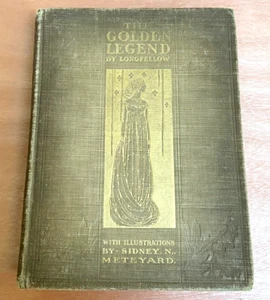 THE
GOLDEN
LEGEND
BY LONGFELLOW
WITH ILLUSTRATIONS
BY·SIDNEY·N.
METEYARD.